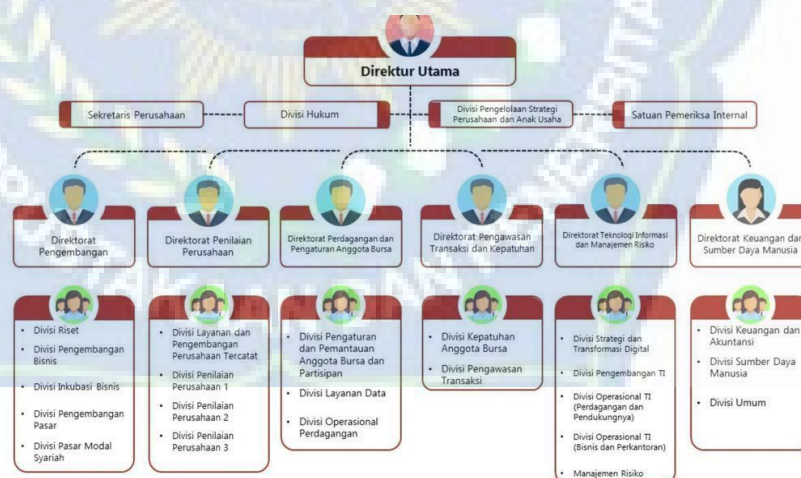 Direktur Utama
Sekretaris Perusahaan
Divisi Hukum
Divisi Pengelolaan Strategi
Perusahaan dan Anak Usaha
Satuan Pemeriksa Internal
Direktorat
Pengembangan
Direktorat Penilaian
Perusahaan
Direktorat Perdagangan dan
Pengaturan Anggota Bursa
Direktorat Pengawasan
Transaksi dan Kepatuhan
Direktorat Teknologi Informasi
dan Manajemen Risiko
Direktorat Keuangan dan
Sumber Daya Manusia
• Divisi Riset
• Divisi Pengembangan
Bisnis
• Divisi Inkubasi Bisnis
• Divisi Pengembangan
Pasar
• Divisi Pasar Modal
Syariah
• Divisi Layanan dan
Pengembangan
Perusahaan Tercatat
• Divisi Penilaian
Perusahaan 1
• Divisi Penilaian
Perusahaan 2
• Divisi Penilaian
Perusahaan 3
• Divisi Pengaturan
dan Pemantauan
Anggota Bursa dan
Partisipan
• Divisi Layanan Data
• Divisi Operasional
Perdagangan
• Divisi Kepatuhan
Anggota Bursa
• Divisi Pengawasan
Transaksi
• Divisi Strategi dan
Transformasi Digital
• Divisi Pengembangan TI
• Divisi Operasional TI
(Perdagangan dan
Pendukungnya)
• Divisi Operasional TI
(Bisnis dan Perkantoran)
• Manajemen Risiko
• Divisi Keuangan dan
Akuntansi
• Divisi Sumber Daya
Manusia
• Divisi Umum